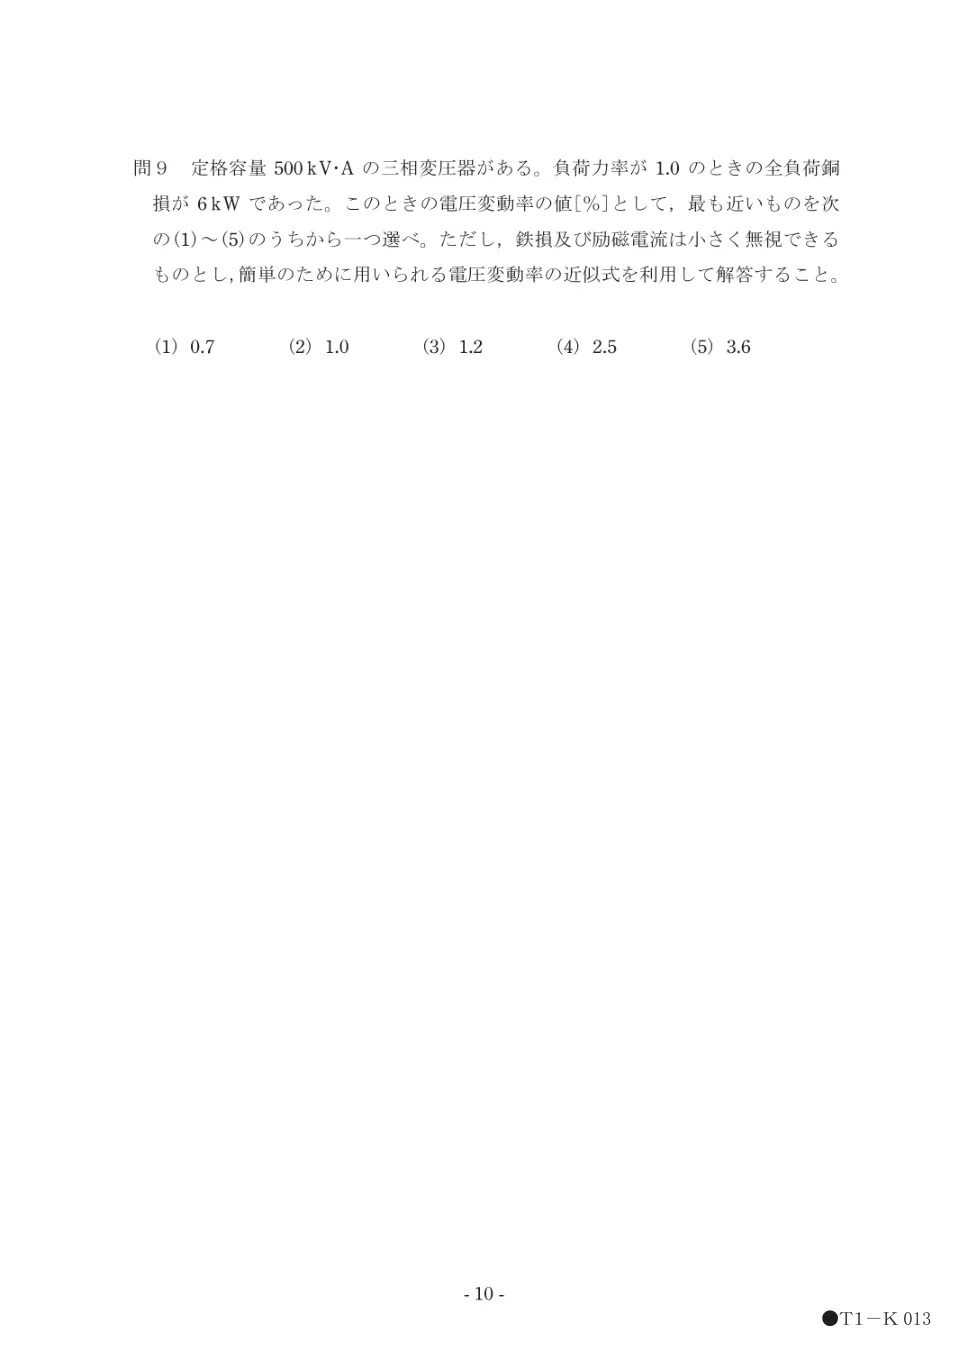 問９　定格容量 500 kV･A の三相変圧器がある。負荷力率が 1.0 のときの全負荷銅
損が 6 kW であった。このときの電圧変動率の値[％]として，最も近いものを次
の(1)～(5)のうちから一つ選べ。ただし，鉄損及び励磁電流は小さく無視できる
ものとし，簡単のために用いられる電圧変動率の近似式を利用して解答すること。
(1) 0.7　(2) 1.0　(3) 1.2　(4) 2.5　(5) 3.6
- 10 -
●T1－K 013